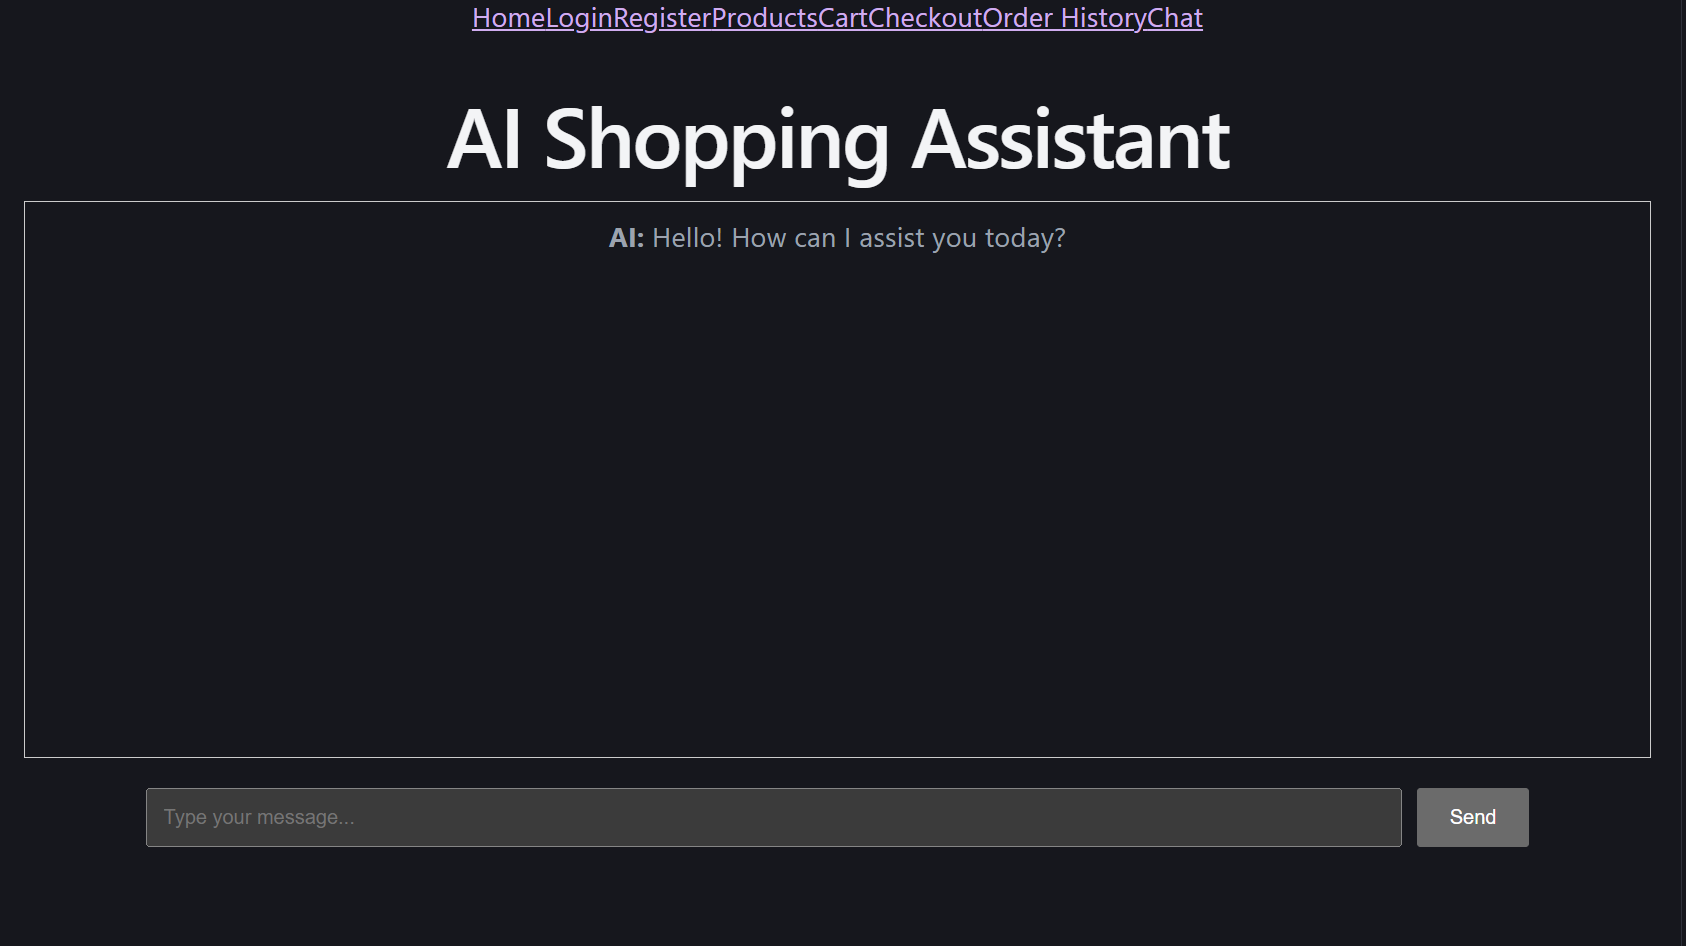 HomeLoginRegisterProductsCartCheckoutOrder HistoryChat
AI Shopping Assistant
AI: Hello! How can I assist you today?
Type your message...
Send